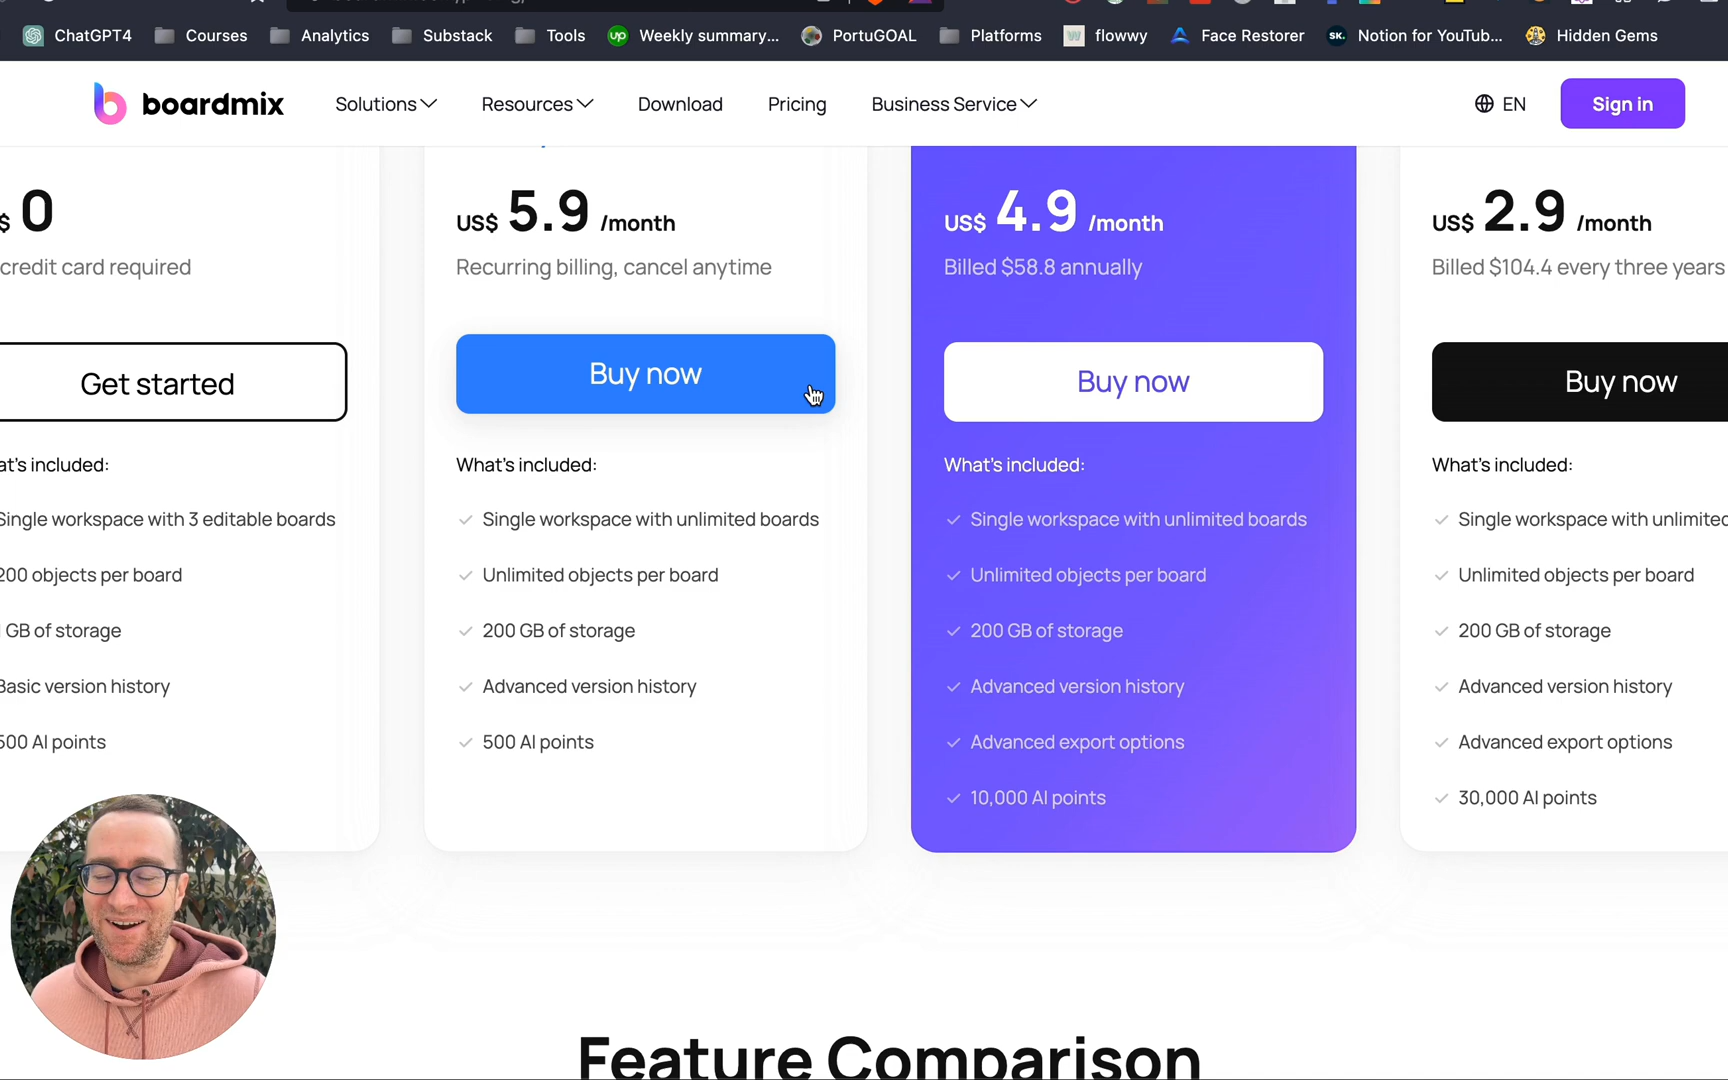 ChatGPT4 Courses Analytics Substack Tools up Weekly summary... PortuGOAL Platforms W flowwy Face Restorer SK. Notion for YouTub... Hidden Gems
boardmix Solutions Resources Download Pricing Business Service EN Sign in
$ 0
credit card required
Get started
at's included:
Single workspace with 3 editable boards
200 objects per board
GB of storage
Basic version history
500 AI points
US$ 5.9 /month
Recurring billing, cancel anytime
Buy now
What's included:
Single workspace with unlimited boards
Unlimited objects per board
200 GB of storage
Advanced version history
500 AI points
US$ 4.9 /month
Billed $58.8 annually
Buy now
What's included:
Single workspace with unlimited boards
Unlimited objects per board
200 GB of storage
Advanced version history
Advanced export options
10,000 AI points
US$ 2.9 /month
Billed $104.4 every three years
Buy now
What's included:
Single workspace with unlimited
Unlimited objects per board
200 GB of storage
Advanced version history
Advanced export options
30,000 AI points
Feature Comparison